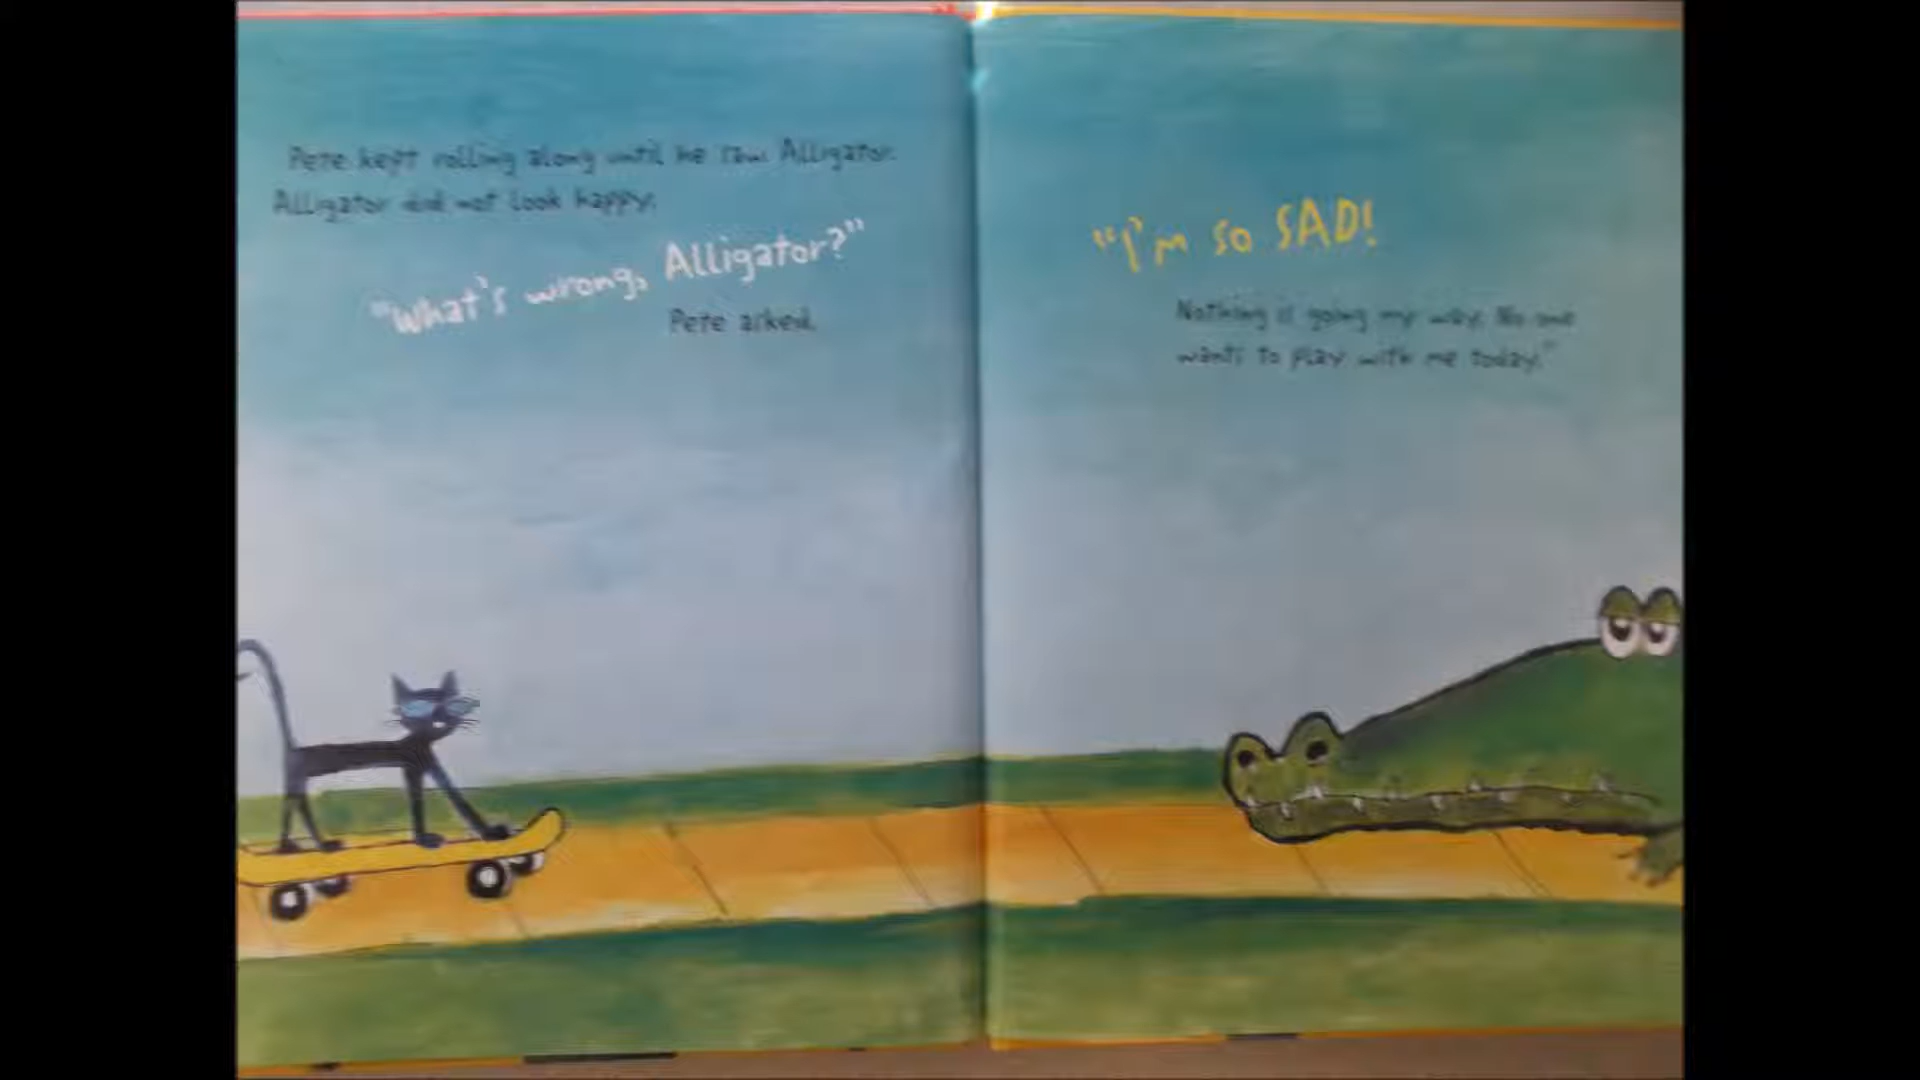 Pete kept rolling along until he saw Alligator.
Alligator did not look happy.
"What's wrong, Alligator?"
Pete asked.
"I'm so SAD!
Nothing is going my way. No one
wants to play with me today."